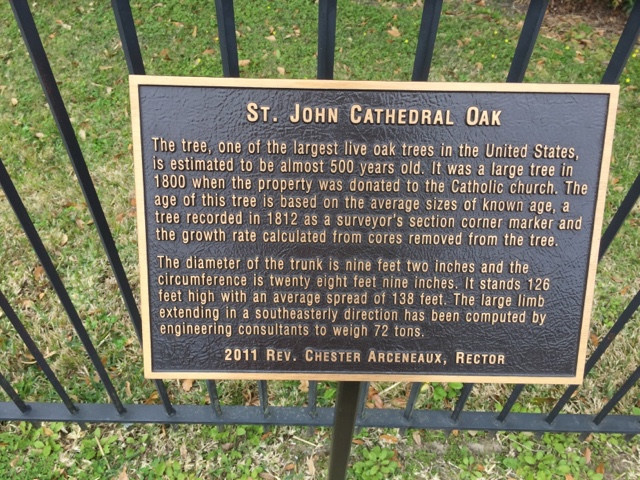 St. John Cathedral Oak
The tree, one of the largest live oak trees in the United States,
is estimated to be almost 500 years old. It was a large tree in
1800 when the property was donated to the Catholic church. The
age of this tree is based on the average sizes of known age, a
tree recorded in 1812 as a surveyor's section corner marker and
the growth rate calculated from cores removed from the tree.
The diameter of the trunk is nine feet two inches and the
circumference is twenty eight feet nine inches. It stands 126
feet high with an average spread of 138 feet. The large limb
extending in a southeasterly direction has been computed by
engineering consultants to weigh 72 tons.
2011 Rev. Chester Arceneaux, Rector